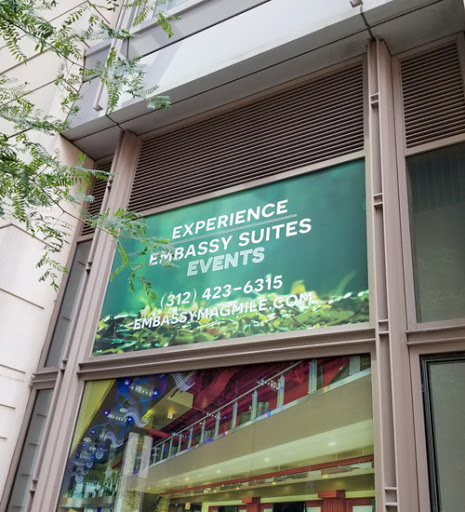 EXPERIENCE
EMBASSY SUITES
EVENTS
(312) 423-6315
EMBASSYMAGMILE.COM